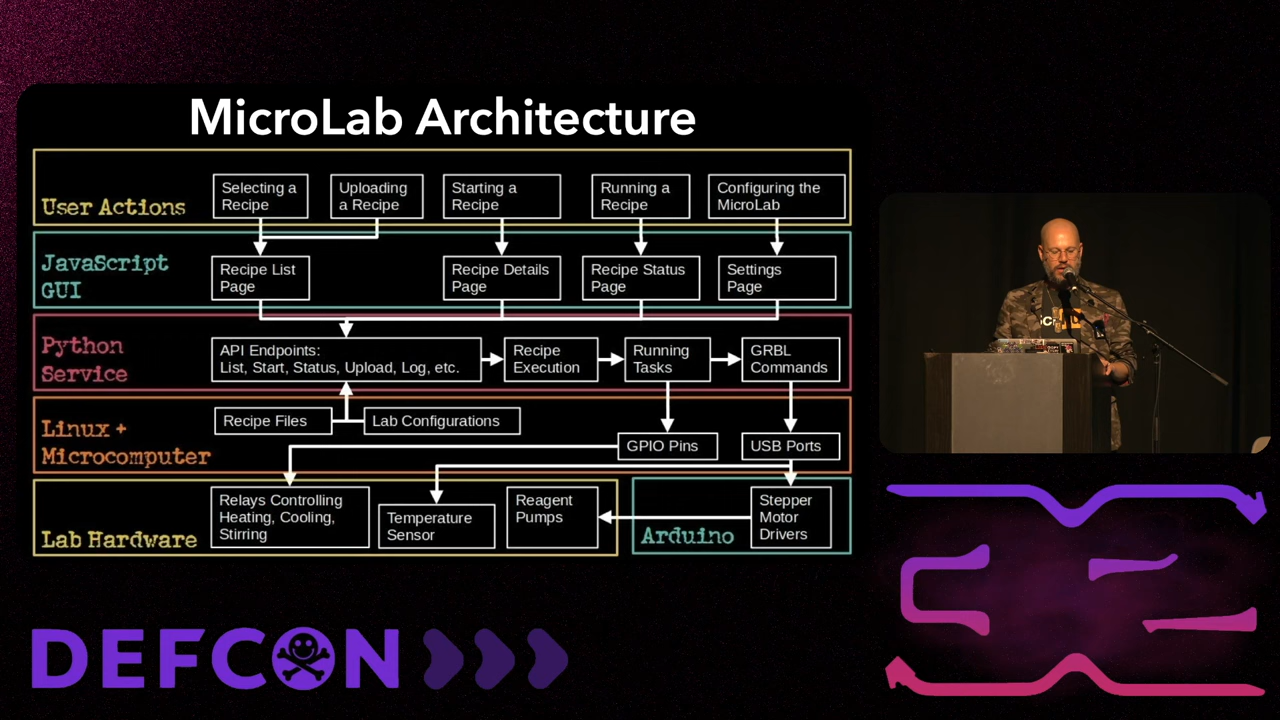 MicroLab Architecture
User Actions
Selecting a
Recipe
Uploading
a Recipe
Starting a
Recipe
Running a
Recipe
Configuring the
MicroLab
JavaScript
GUI
Recipe List
Page
Recipe Details
Page
Recipe Status
Page
Settings
Page
Python
Service
API Endpoints:
List, Start, Status, Upload, Log, etc.
Recipe
Execution
Running
Tasks
GRBL
Commands
Linux +
Microcomputer
Recipe Files
Lab Configurations
GPIO Pins
USB Ports
Lab Hardware
Relays Controlling
Heating, Cooling,
Stirring
Temperature
Sensor
Reagent
Pumps
Arduino
Stepper
Motor
Drivers
DEFCON